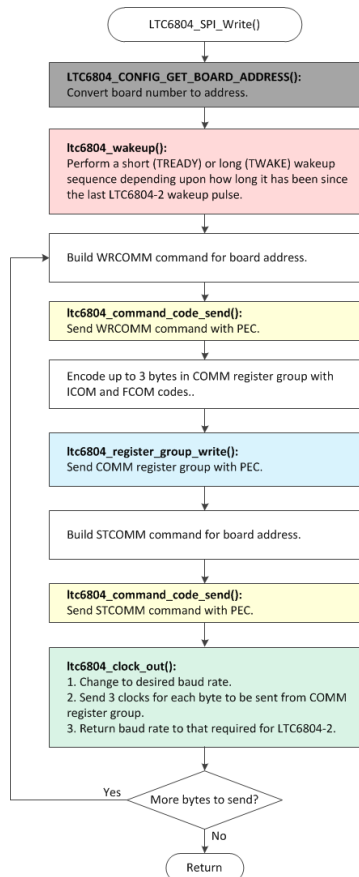 LTC6804_SPI_Write()
LTC6804_CONFIG_GET_BOARD_ADDRESS():
Convert board number to address.
ltc6804_wakeup():
Perform a short (TREADY) or long (TWAKE) wakeup
sequence depending upon how long it has been since
the last LTC6804-2 wakeup pulse.
Build WRCOMM command for board address.
ltc6804_command_code_send():
Send WRCOMM command with PEC.
Encode up to 3 bytes in COMM register group with
ICOM and FCOM codes..
ltc6804_register_group_write():
Send COMM register group with PEC.
Build STCOMM command for board address.
ltc6804_command_code_send():
Send STCOMM command with PEC.
ltc6804_clock_out():
1. Change to desired baud rate.
2. Send 3 clocks for each byte to be sent from COMM
register group.
3. Return baud rate to that required for LTC6804-2.
Yes
More bytes to send?
No
Return